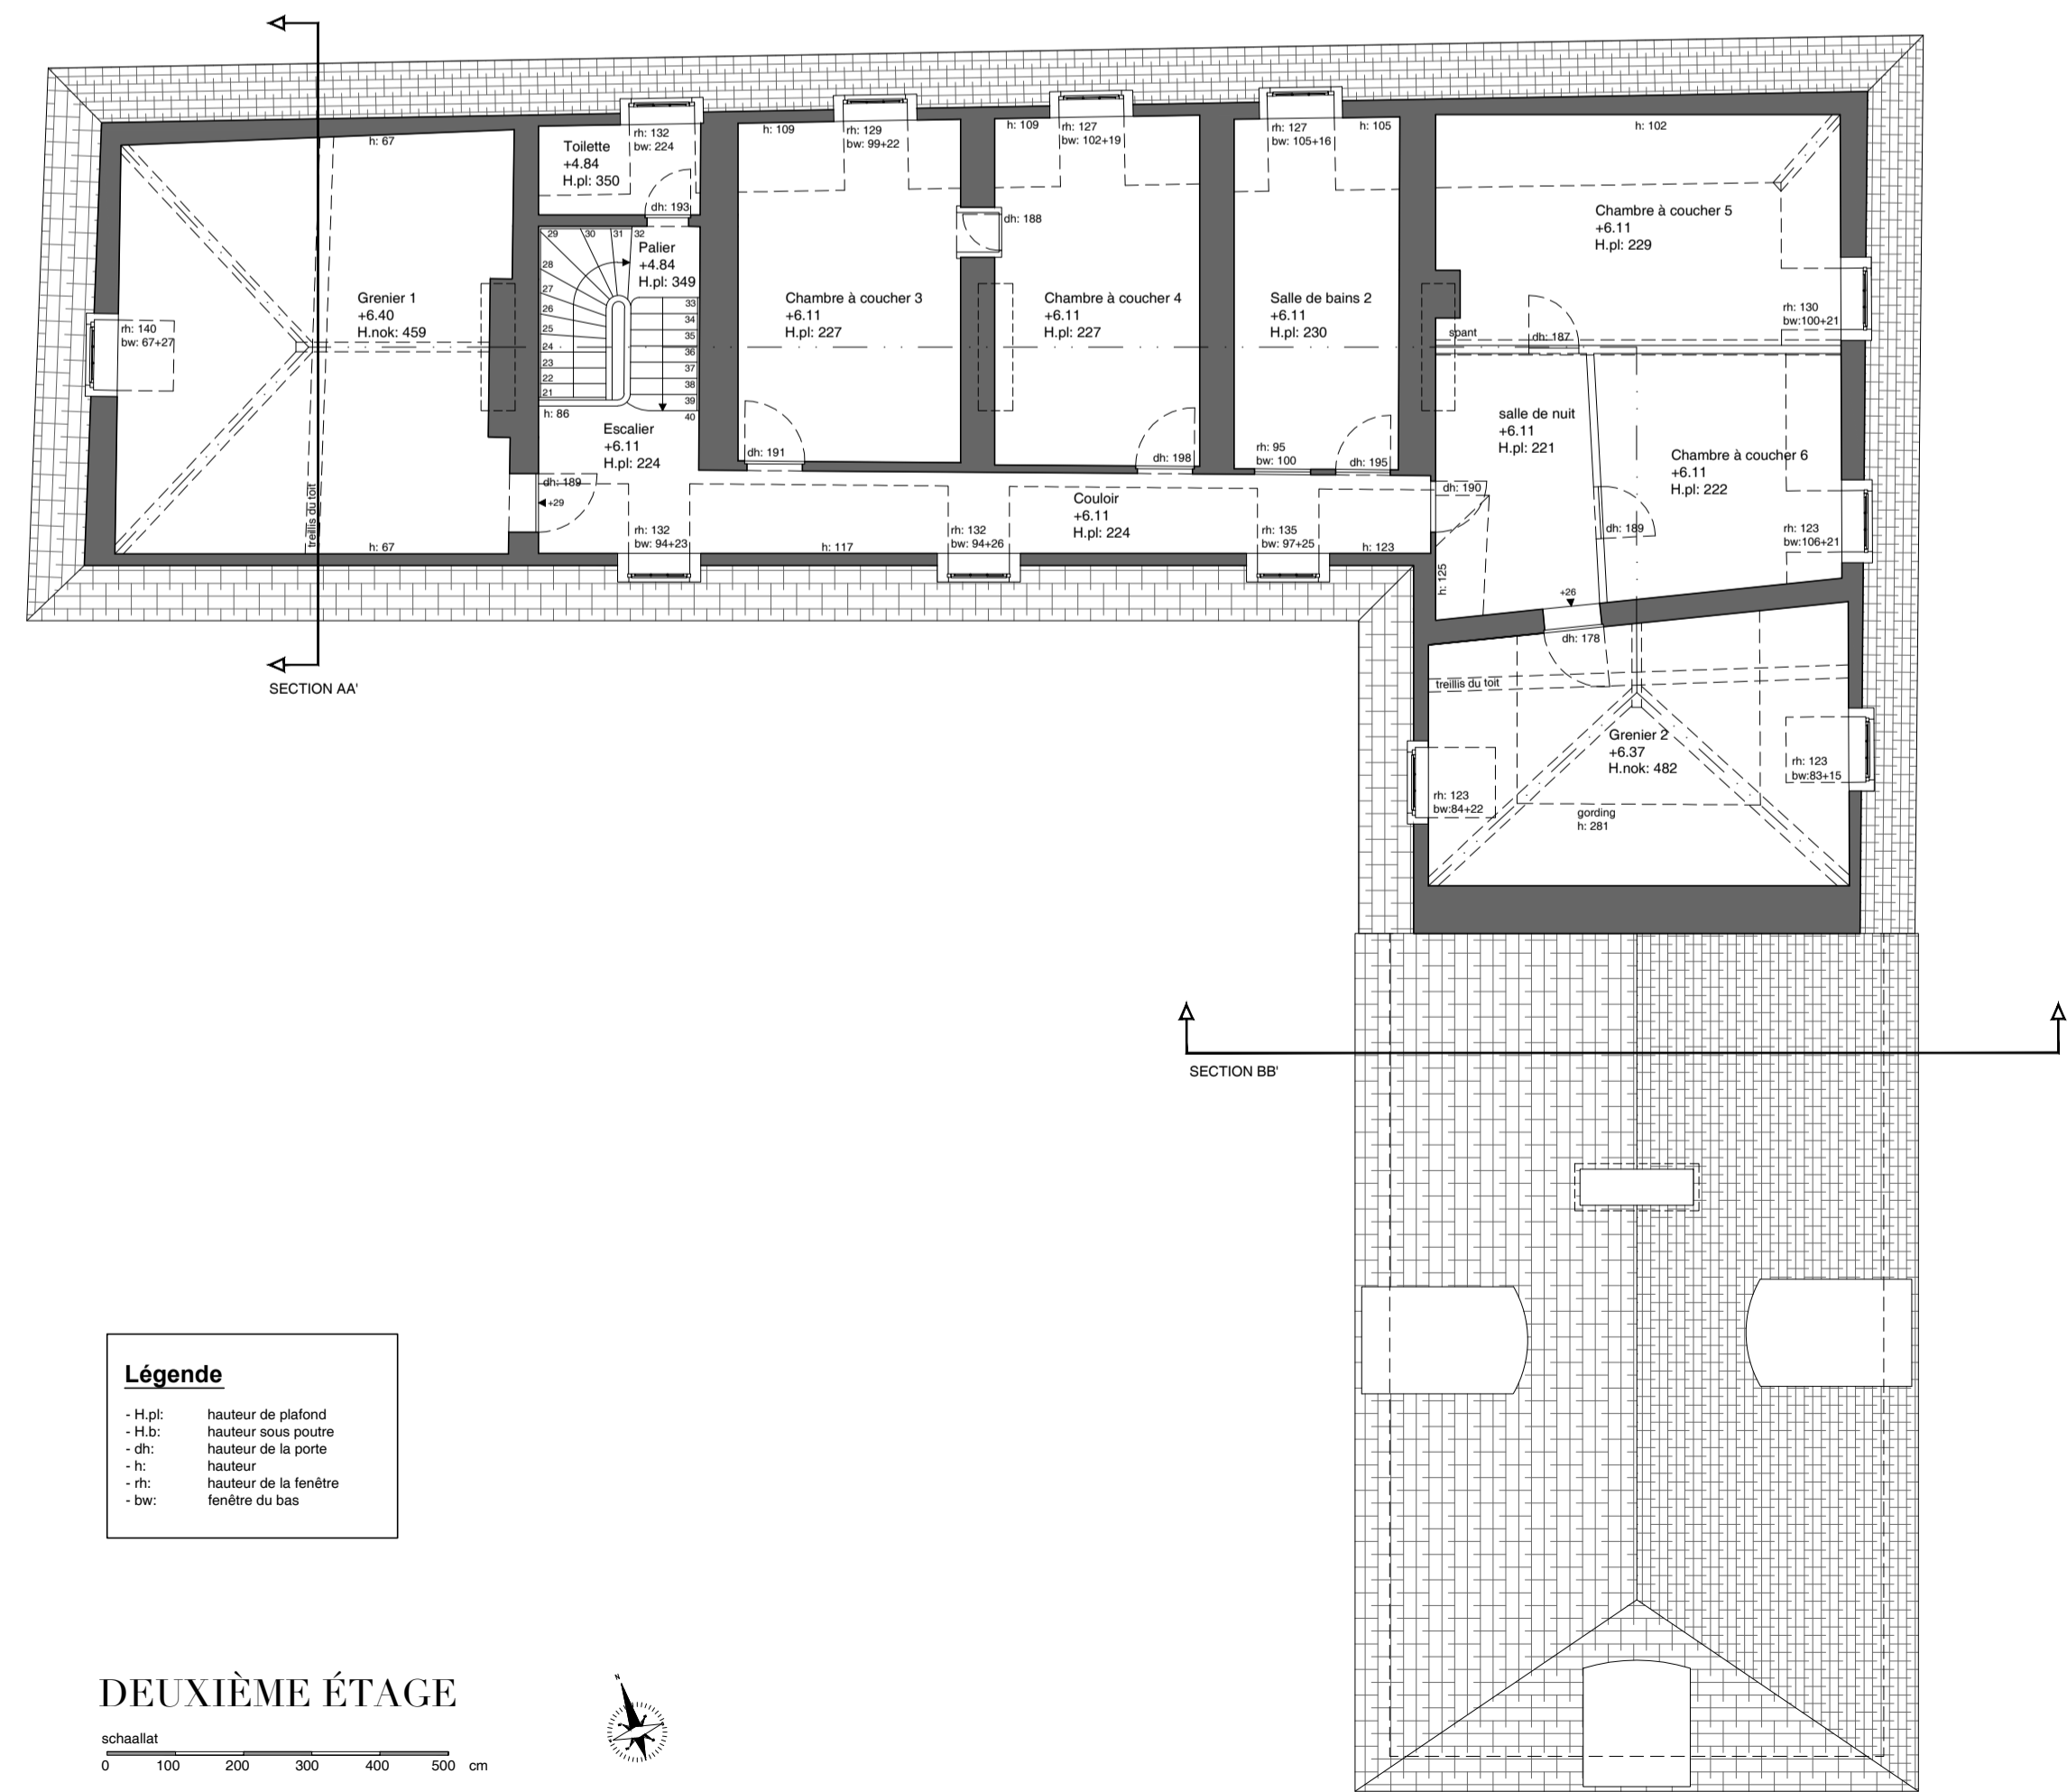 h: 67
Toilette
+4.84
H.pl: 350
rh: 132
bw: 224
dh: 193
h: 109
rh: 129
bw: 99+22
h: 109
rh: 127
bw: 102+19
rh: 127
bw: 105+16
h: 105
h: 102
dh: 188
Chambre à coucher 5
+6.11
H.pl: 229
29
30
31
32
28
27
26
25
24
23
22
21
Palier
+4.84
H.pl: 349
33
34
35
36
37
38
39
40
Grenier 1
+6.40
H.nok: 459
rh: 140
bw: 67+27
Chambre à coucher 3
+6.11
H.pl: 227
Chambre à coucher 4
+6.11
H.pl: 227
Salle de bains 2
+6.11
H.pl: 230
rh: 130
bw:100+21
spant
dh: 187
h: 86
Escalier
+6.11
H.pl: 224
dh: 191
dh: 198
rh: 95
bw: 100
dh: 195
salle de nuit
+6.11
H.pl: 221
Chambre à coucher 6
+6.11
H.pl: 222
dh: 189
+29
treillis du toit
h: 67
rh: 132
bw: 94+23
h: 117
rh: 132
bw: 94+26
Couloir
+6.11
H.pl: 224
rh: 135
bw: 97+25
h: 123
dh: 190
dh: 189
rh: 123
bw:106+21
h: 125
+26
dh: 178
treillis du toit
Grenier 2
+6.37
H.nok: 482
rh: 123
bw:83+15
rh: 123
bw:84+22
gording
h: 281
SECTION AA'
SECTION BB'
Légende
- H.pl: hauteur de plafond
- H.b: hauteur sous poutre
- dh: hauteur de la porte
- h: hauteur
- rh: hauteur de la fenêtre
- bw: fenêtre du bas
DEUXIÈME ÉTAGE
schaallat
0 100 200 300 400 500 cm
N